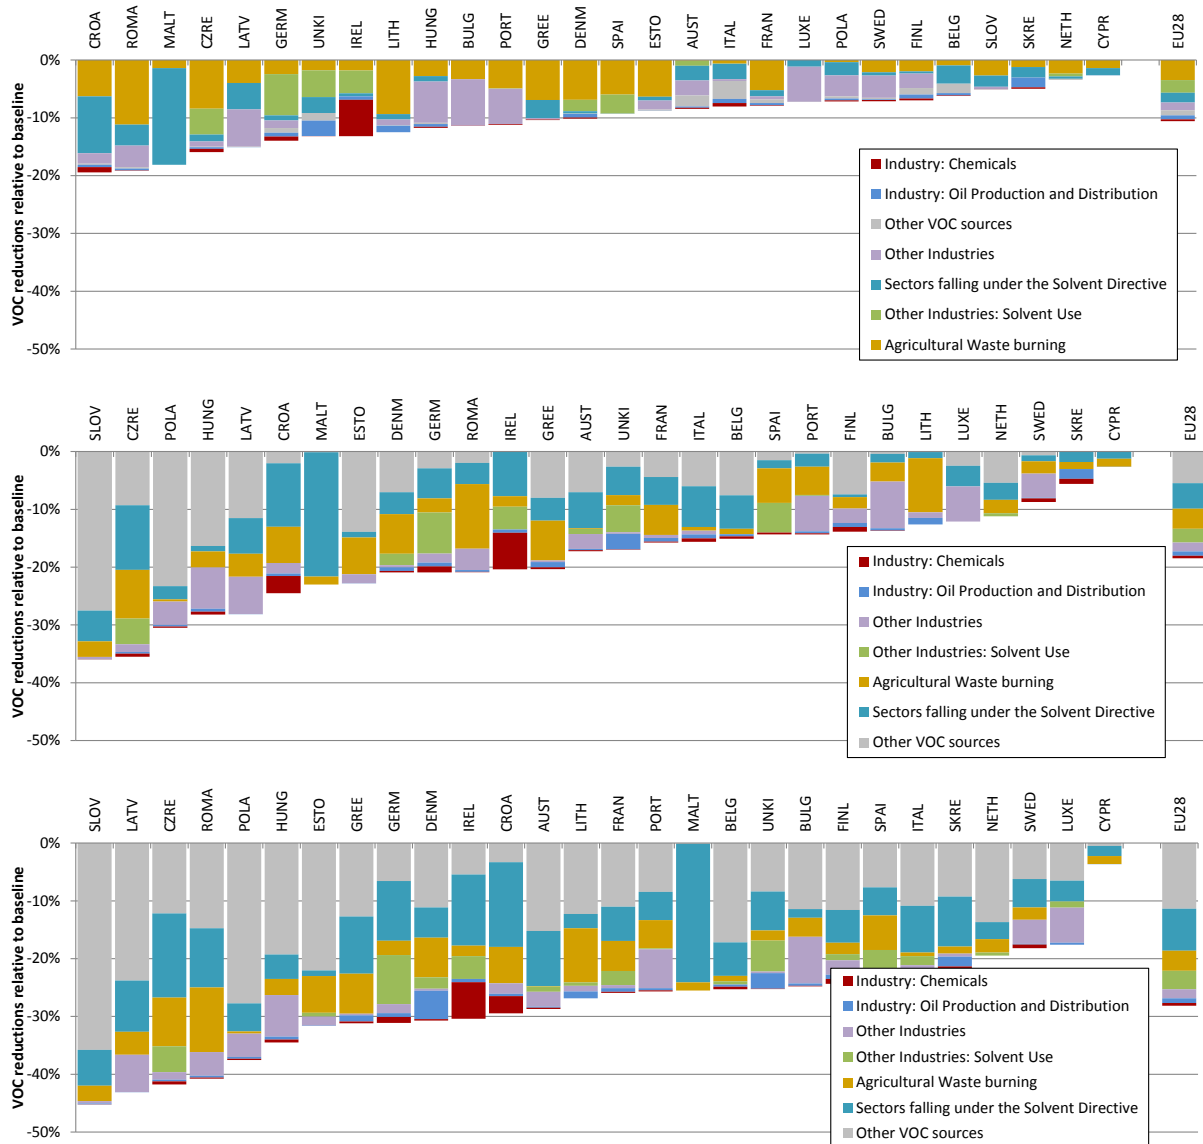 CROA ROMA MALT CZRE LATV GERM UNKI IREL LITH HUNG BULG PORT GREE DENM SPAI ESTO AUST ITAL FRAN LUXE POLA SWED FINL BELG SLOV SKRE NETH CYPR EU28
VOC reductions relative to baseline
0%
-10%
-20%
-30%
-40%
-50%
Industry: Chemicals
Industry: Oil Production and Distribution
Other VOC sources
Other Industries
Sectors falling under the Solvent Directive
Other Industries: Solvent Use
Agricultural Waste burning
SLOV CZRE POLA HUNG LATV CROA MALT ESTO DENM GERM ROMA IREL GREE AUST UNKI FRAN ITAL BELG SPAI PORT FINL BULG LITH LUXE NETH SWED SKRE CYPR EU28
VOC reductions relative to baseline
0%
-10%
-20%
-30%
-40%
-50%
Industry: Chemicals
Industry: Oil Production and Distribution
Other Industries
Other Industries: Solvent Use
Agricultural Waste burning
Sectors falling under the Solvent Directive
Other VOC sources
SLOV LATV CZRE ROMA POLA HUNG ESTO GREE GERM DENM IREL CROA AUST LITH FRAN PORT MALT BELG UNKI BULG FINL SPAI ITAL SKRE NETH SWED LUXE CYPR EU28
VOC reductions relative to baseline
0%
-10%
-20%
-30%
-40%
-50%
Industry: Chemicals
Industry: Oil Production and Distribution
Other Industries
Other Industries: Solvent Use
Agricultural Waste burning
Sectors falling under the Solvent Directive
Other VOC sources